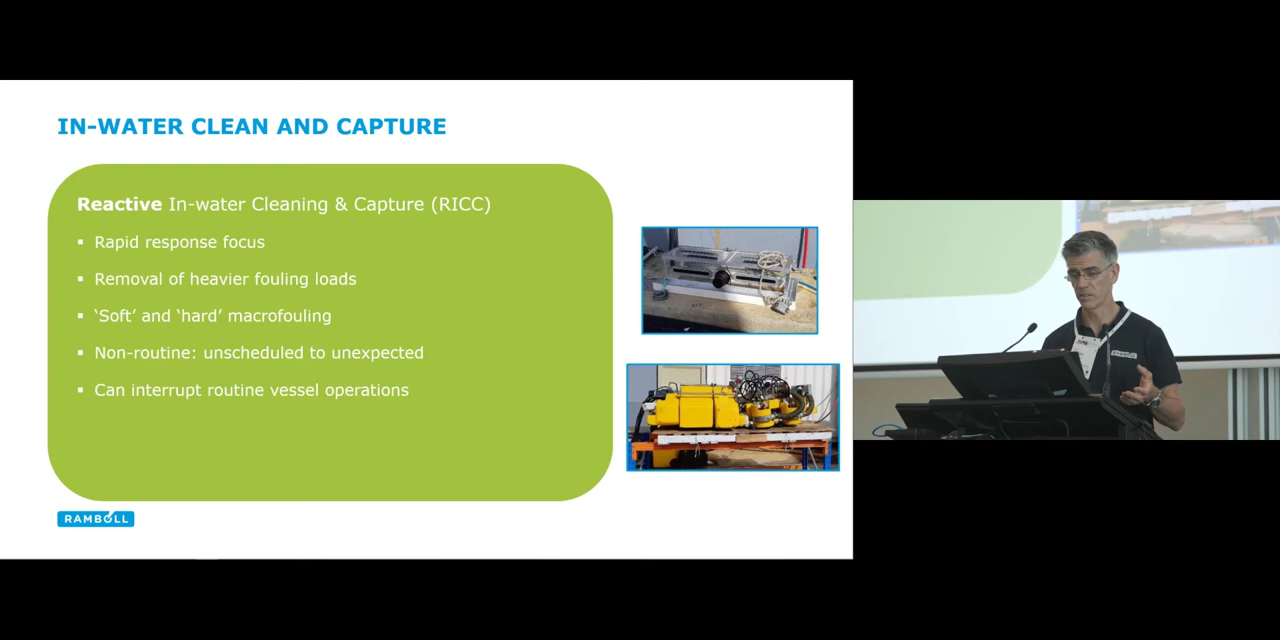 IN-WATER CLEAN AND CAPTURE
Reactive In-water Cleaning & Capture (RICC)
▪ Rapid response focus
▪ Removal of heavier fouling loads
▪ ‘Soft’ and ‘hard’ macrofouling
▪ Non-routine: unscheduled to unexpected
▪ Can interrupt routine vessel operations
RAMBOLL